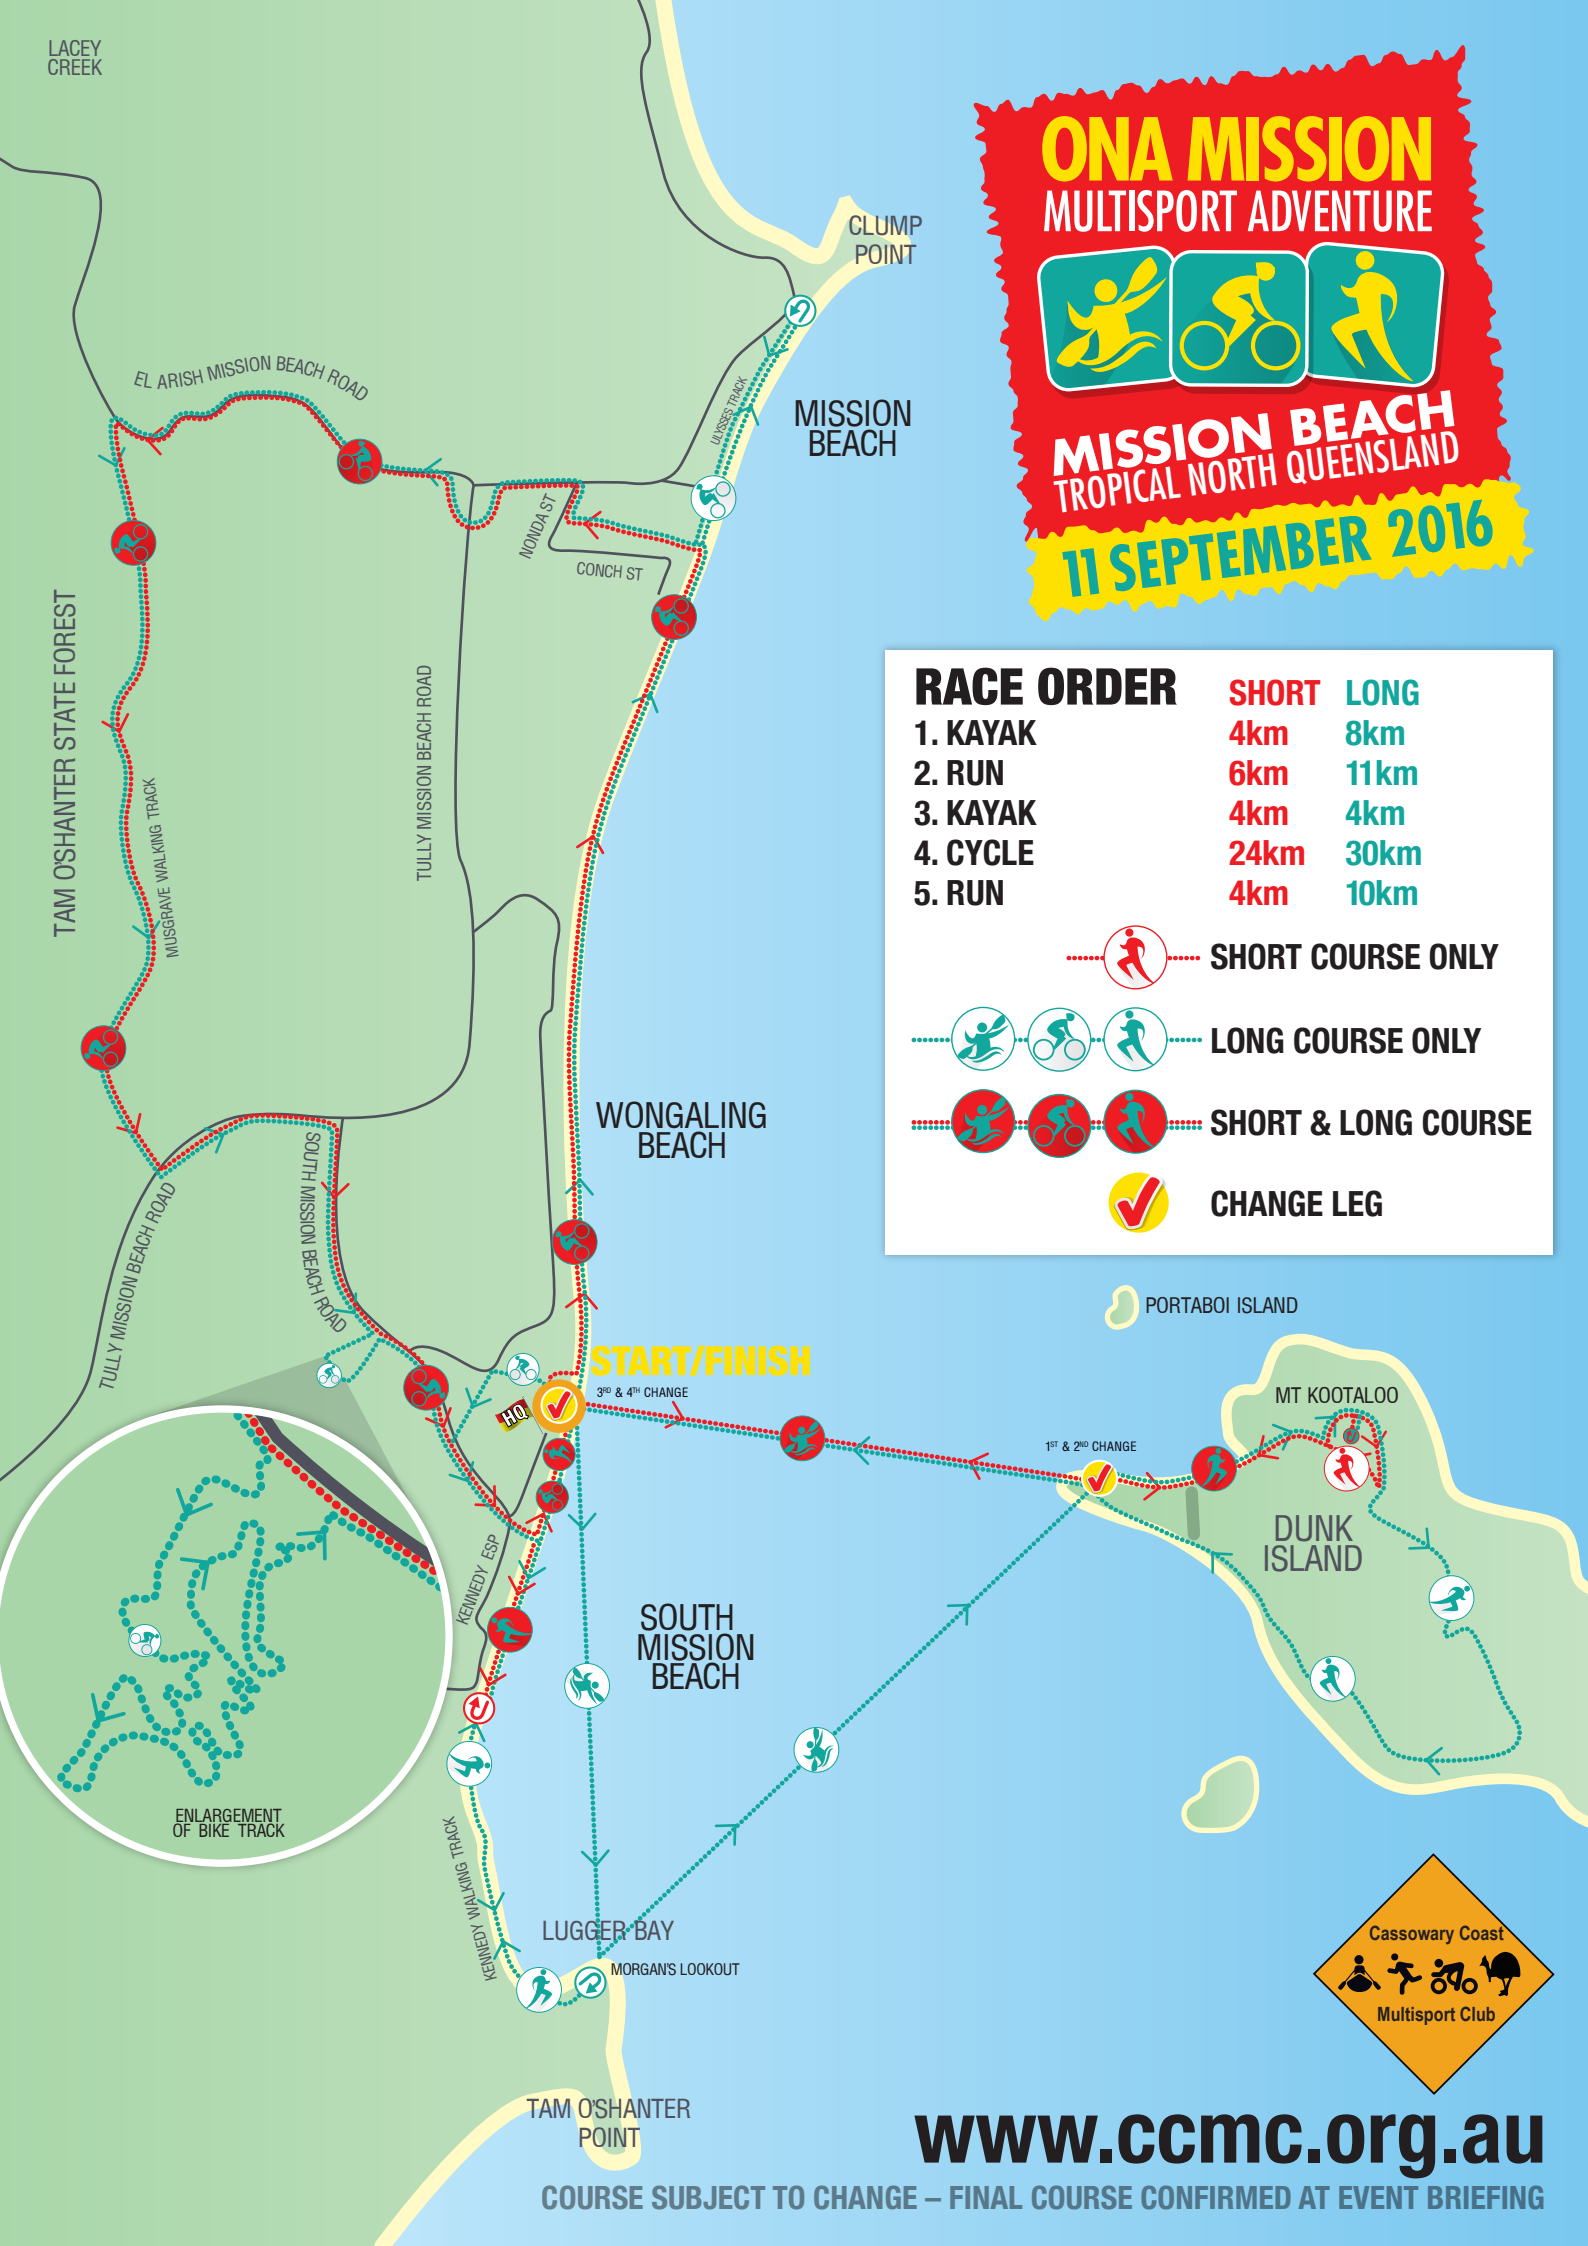 LACEY
CREEK
ONA MISSION
MULTISPORT ADVENTURE
MISSION BEACH
TROPICAL NORTH QUEENSLAND
11 SEPTEMBER 2016
CLUMP
POINT
EL ARISH MISSION BEACH ROAD
ULYSSES TRACK
MISSION
BEACH
NONDA ST
CONCH ST
TAM O'SHANTER STATE FOREST
TULLY MISSION BEACH ROAD
MUSGRAVE WALKING TRACK
RACE ORDER SHORT LONG
1. KAYAK 4km 8km
2. RUN 6km 11km
3. KAYAK 4km 4km
4. CYCLE 24km 30km
5. RUN 4km 10km
SHORT COURSE ONLY
LONG COURSE ONLY
SHORT & LONG COURSE
CHANGE LEG
WONGALING
BEACH
SOUTH MISSION BEACH ROAD
TULLY MISSION BEACH ROAD
PORTABOI ISLAND
START/FINISH
3RD & 4TH CHANGE
HQ
MT KOOTALOO
1ST & 2ND CHANGE
DUNK
ISLAND
KENNEDY ESP
SOUTH
MISSION
BEACH
ENLARGEMENT
OF BIKE TRACK
KENNEDY WALKING TRACK
LUGGER BAY
MORGAN'S LOOKOUT
Cassowary Coast
Multisport Club
TAM O'SHANTER
POINT
www.ccmc.org.au
COURSE SUBJECT TO CHANGE – FINAL COURSE CONFIRMED AT EVENT BRIEFING